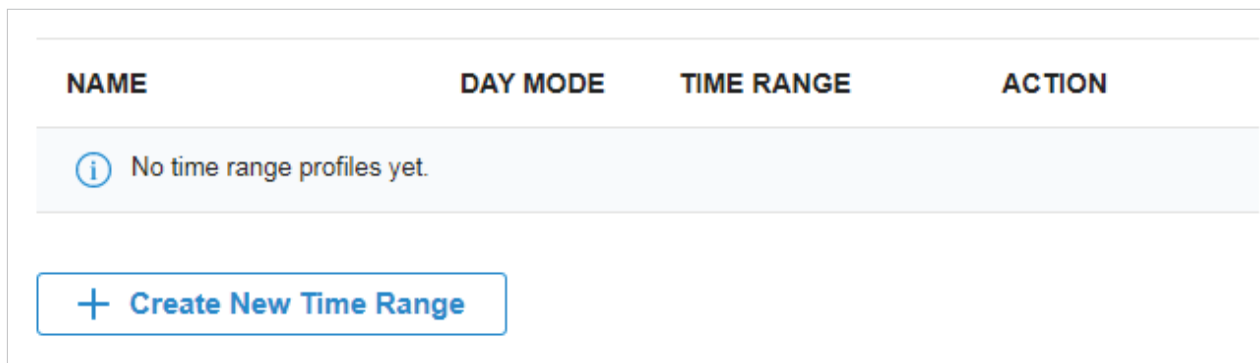 NAME DAY MODE TIME RANGE ACTION
No time range profiles yet.
Create New Time Range